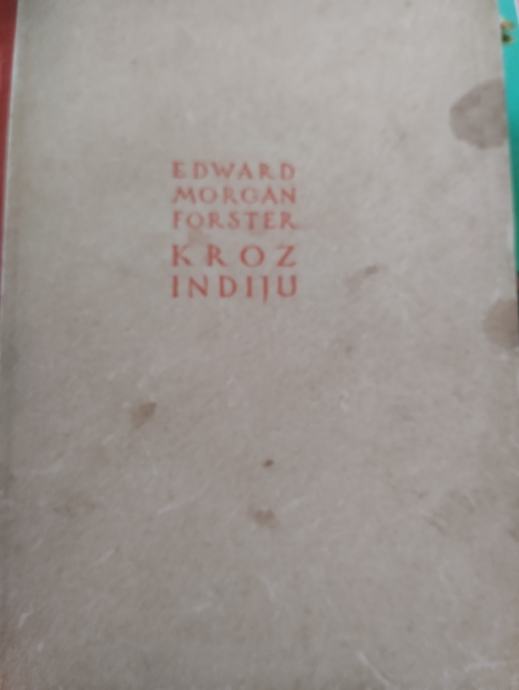 EDWARD
MORGAN
FORSTER
KROZ
INDIJU